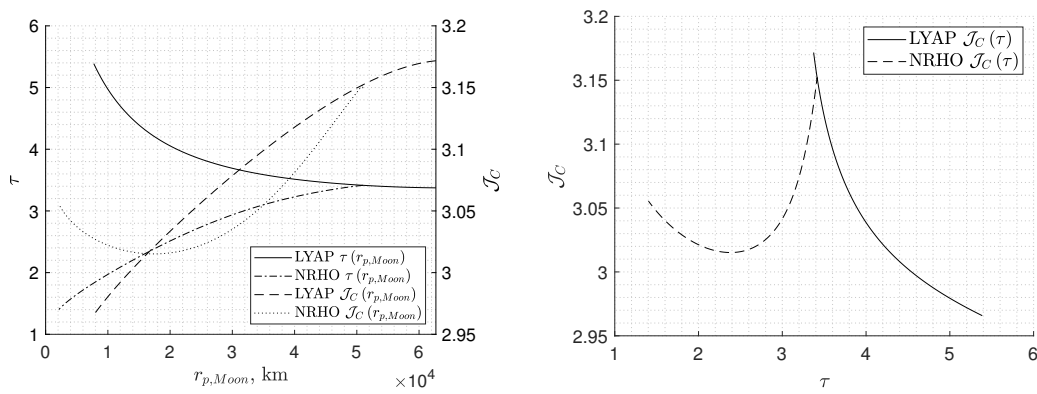 6
5
4
3
2
1
τ
3.2
3.15
3.1
3.05
3
2.95
𝒥_C
0 1 2 3 4 5 6
×10⁴
r_{p,Moon}, km
LYAP τ (r_{p,Moon})
NRHO τ (r_{p,Moon})
LYAP 𝒥_C (r_{p,Moon})
NRHO 𝒥_C (r_{p,Moon})
3.2
3.15
3.1
3.05
3
2.95
𝒥_C
1 2 3 4 5 6
τ
LYAP 𝒥_C (τ)
NRHO 𝒥_C (τ)